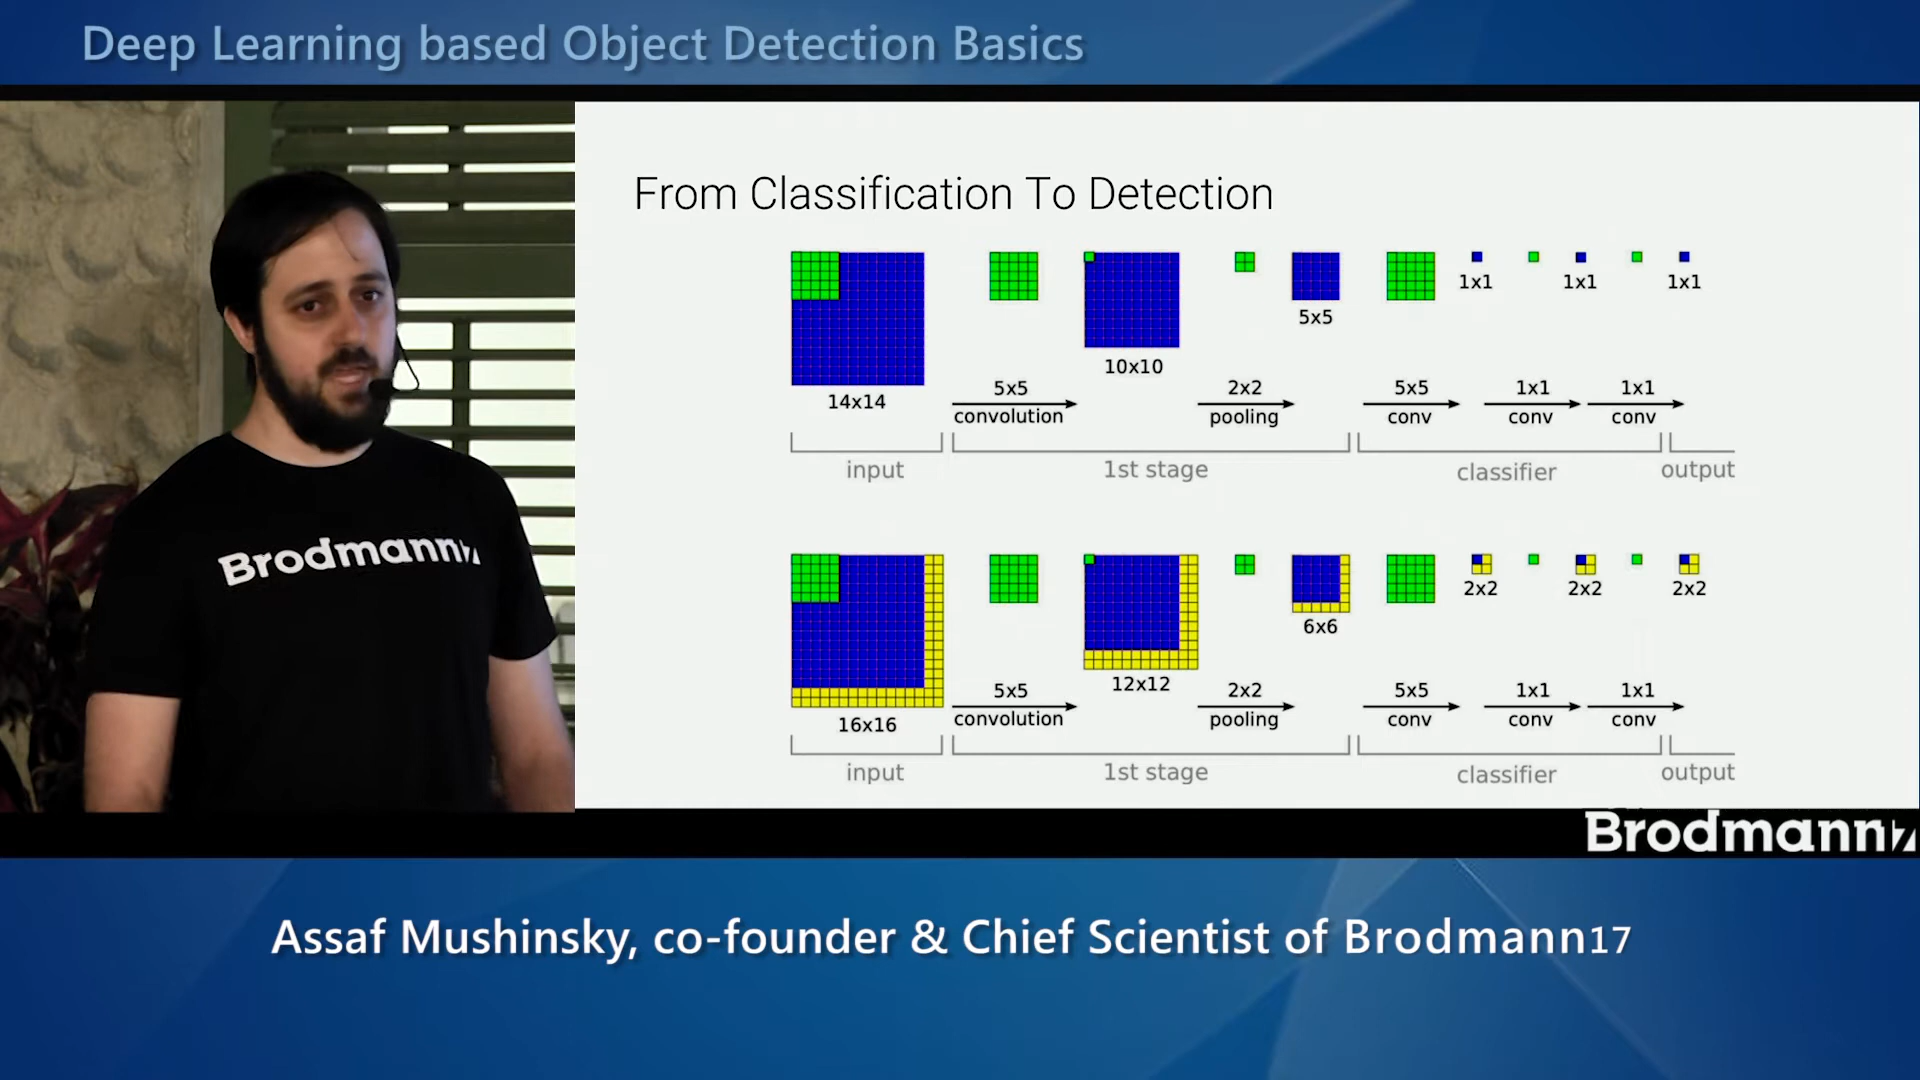 Deep Learning based Object Detection Basics
From Classification To Detection
14x14
5x5
convolution
10x10
2x2
pooling
5x5
5x5
conv
1x1
1x1
conv
1x1
1x1
conv
1x1
input
1st stage
classifier
output
16x16
5x5
convolution
12x12
2x2
pooling
6x6
5x5
conv
2x2
1x1
conv
2x2
1x1
conv
2x2
input
1st stage
classifier
output
Brodmann17
Brodmann17
Assaf Mushinsky, co-founder & Chief Scientist of Brodmann17